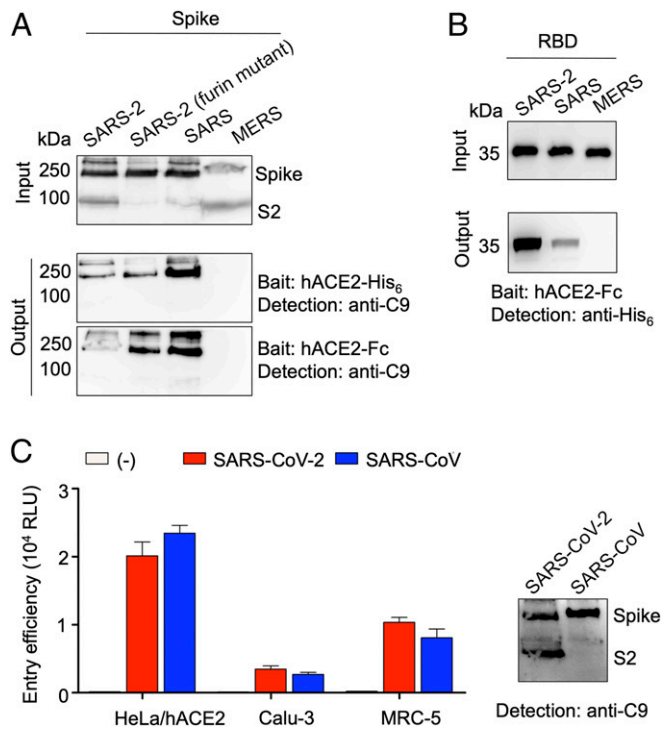 A
Spike
kDa
SARS-2
SARS-2 (furin mutant)
SARS
MERS
Input
250
100
Spike
S2
Output
250
100
Bait: hACE2-His6
Detection: anti-C9
250
100
Bait: hACE2-Fc
Detection: anti-C9
B
RBD
kDa
SARS-2
SARS
MERS
Input
35
Output
35
Bait: hACE2-Fc
Detection: anti-His6
C
(-)
SARS-CoV-2
SARS-CoV
Entry efficiency (10⁴ RLU)
3
2
1
0
HeLa/hACE2
Calu-3
MRC-5
SARS-CoV-2
SARS-CoV
Spike
S2
Detection: anti-C9